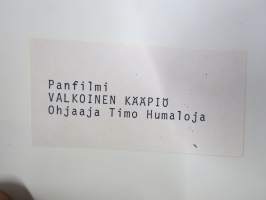 Panfilmi
VALKOINEN KÄÄPIÖ
Ohjaaja Timo Humaloja